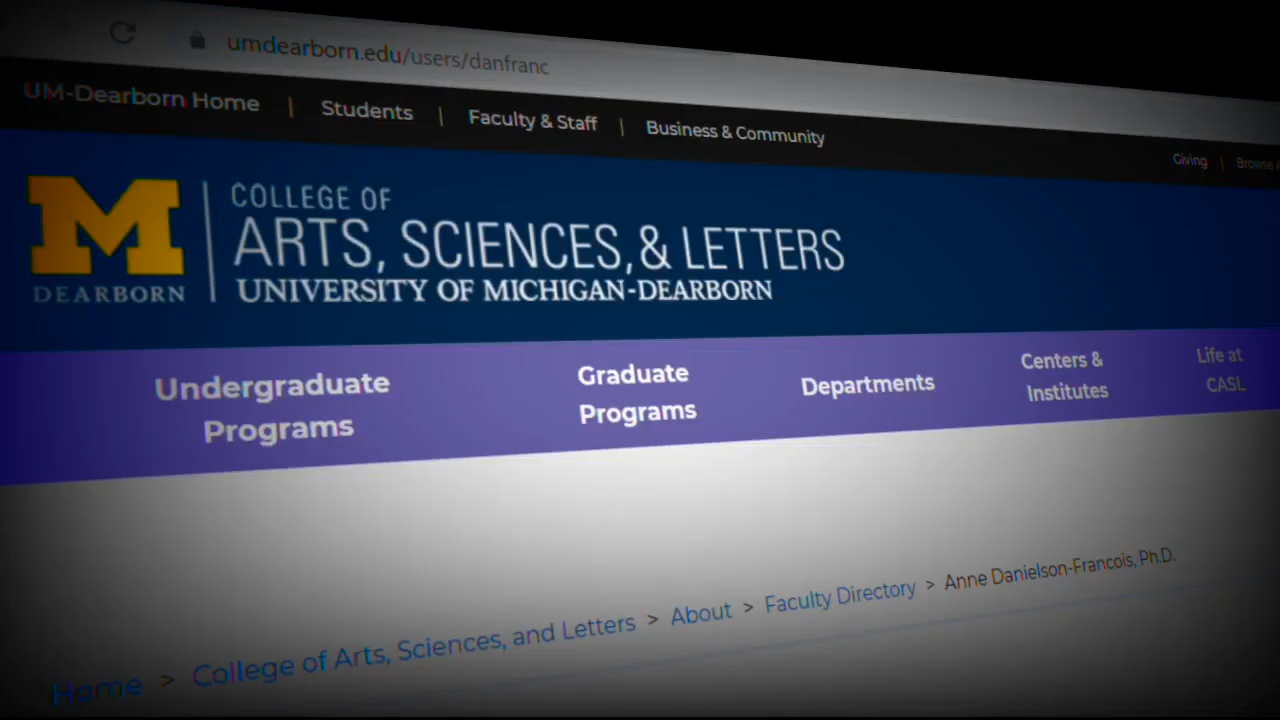 umdearborn.edu/users/danfranc
UM-Dearborn Home | Students | Faculty & Staff | Business & Community
Giving | Browse
M
DEARBORN
COLLEGE OF
ARTS, SCIENCES, & LETTERS
UNIVERSITY OF MICHIGAN-DEARBORN
Undergraduate
Programs
Graduate
Programs
Departments
Centers &
Institutes
Life at
CASL
Home > College of Arts, Sciences, and Letters > About > Faculty Directory > Anne Danielson-Francois, Ph.D.